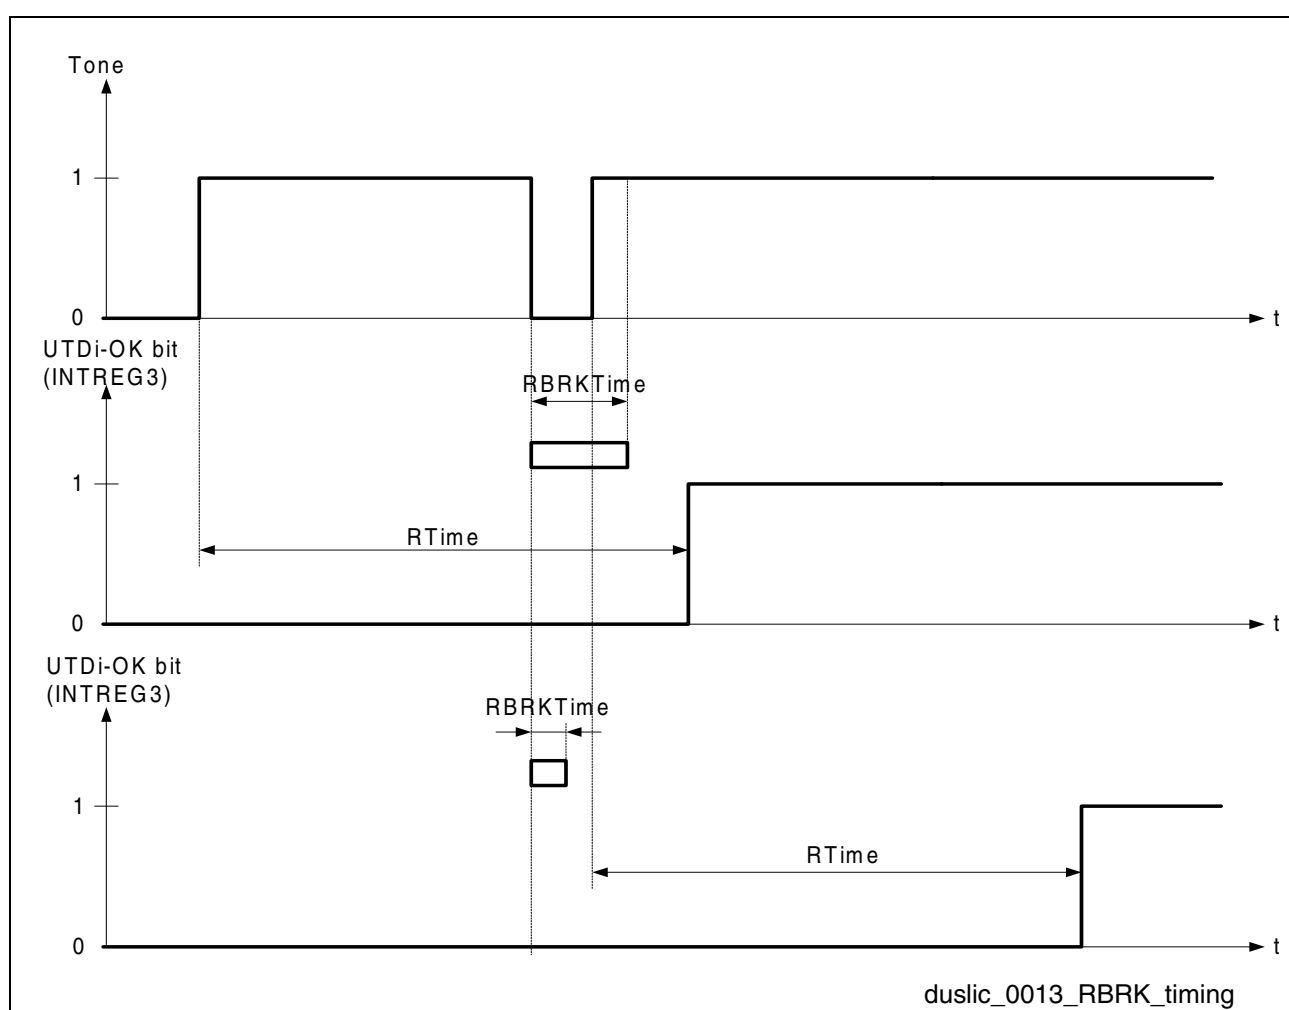 Tone
1
0
t
UTDi-OK bit
(INTREG3)
RBRKTime
1
RTime
0
t
UTDi-OK bit
(INTREG3)
RBRKTime
1
RTime
0
t
duslic_0013_RBRK_timing